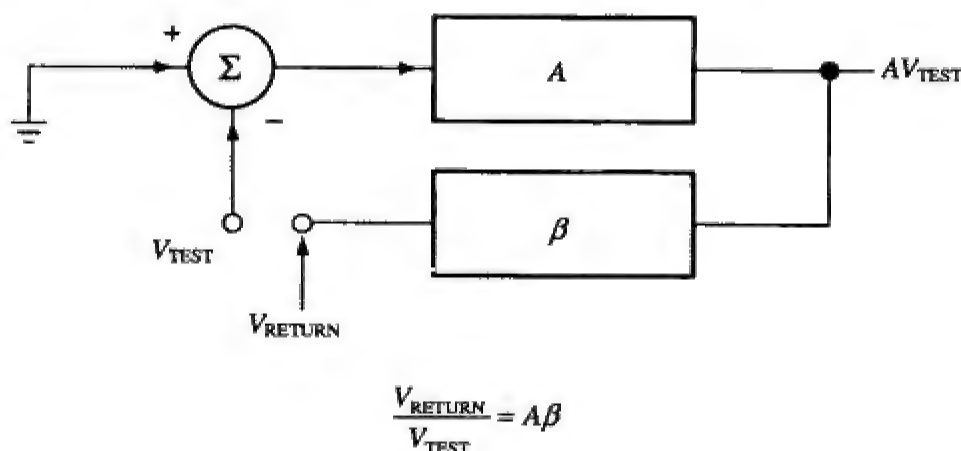 +
Σ
A
AV_TEST
−
β
V_TEST
V_RETURN
V_RETURN / V_TEST = Aβ